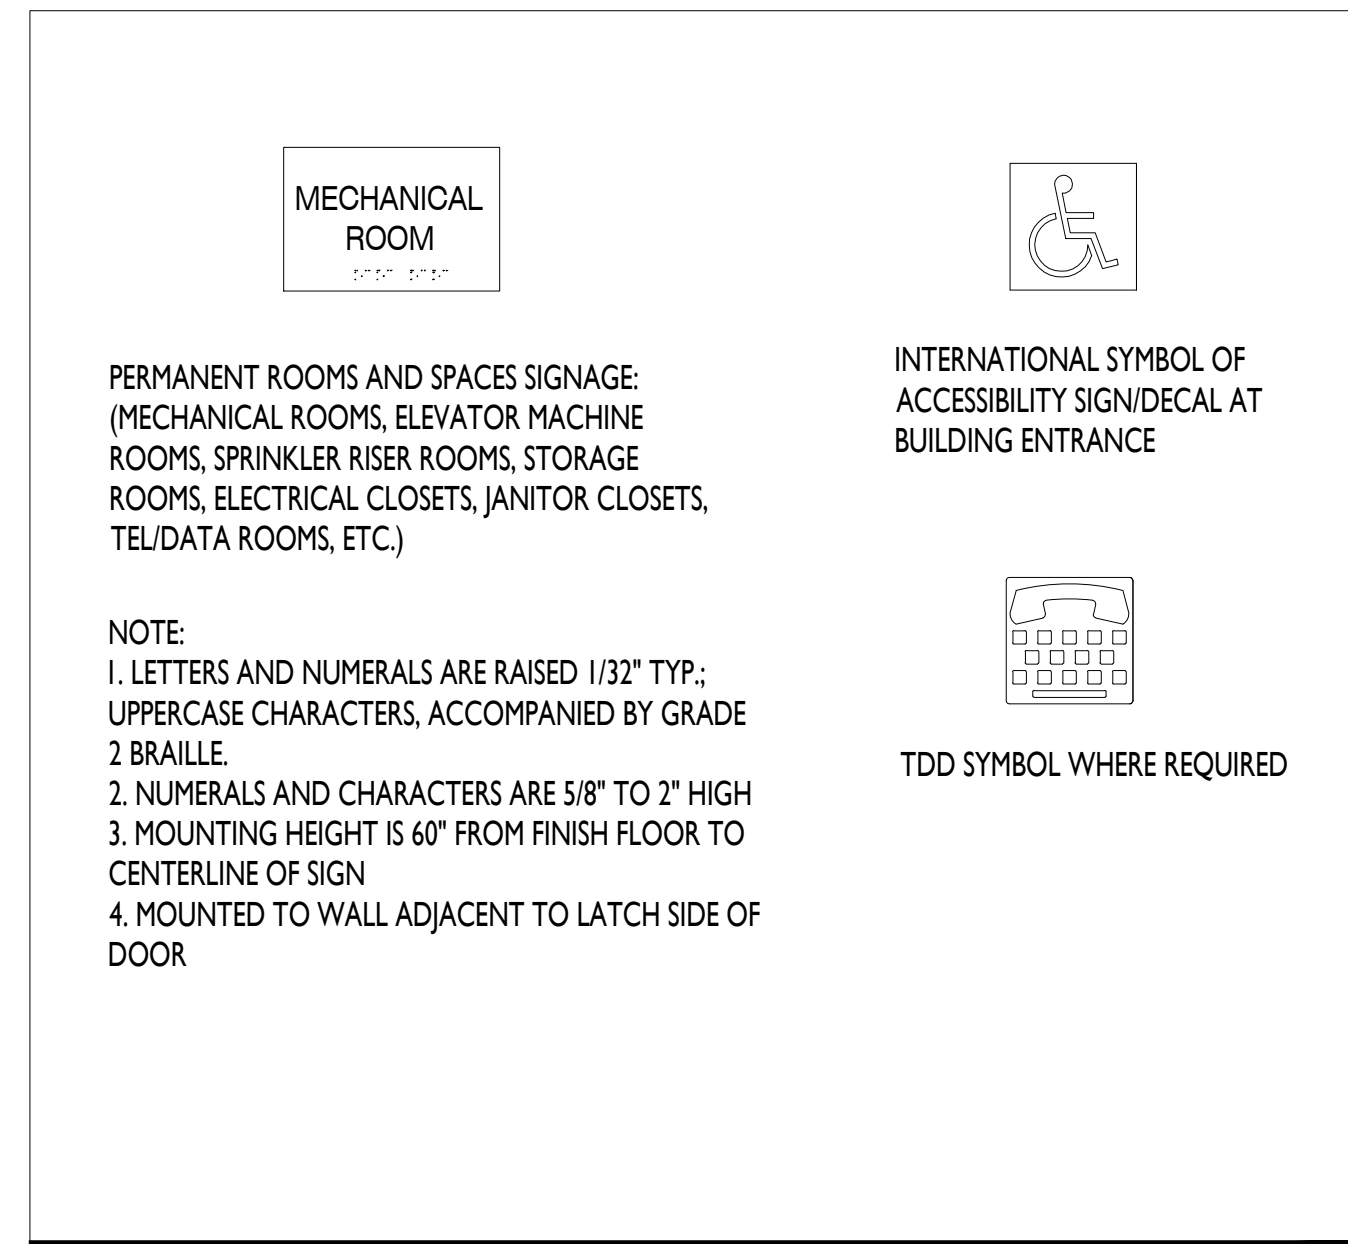 MECHANICAL
ROOM
PERMANENT ROOMS AND SPACES SIGNAGE:
(MECHANICAL ROOMS, ELEVATOR MACHINE
ROOMS, SPRINKLER RISER ROOMS, STORAGE
ROOMS, ELECTRICAL CLOSETS, JANITOR CLOSETS,
TEL/DATA ROOMS, ETC.)
NOTE:
1. LETTERS AND NUMERALS ARE RAISED 1/32" TYP.;
UPPERCASE CHARACTERS, ACCOMPANIED BY GRADE
2 BRAILLE.
2. NUMERALS AND CHARACTERS ARE 5/8" TO 2" HIGH
3. MOUNTING HEIGHT IS 60" FROM FINISH FLOOR TO
CENTERLINE OF SIGN
4. MOUNTED TO WALL ADJACENT TO LATCH SIDE OF
DOOR
INTERNATIONAL SYMBOL OF
ACCESSIBILITY SIGN/DECAL AT
BUILDING ENTRANCE
TDD SYMBOL WHERE REQUIRED